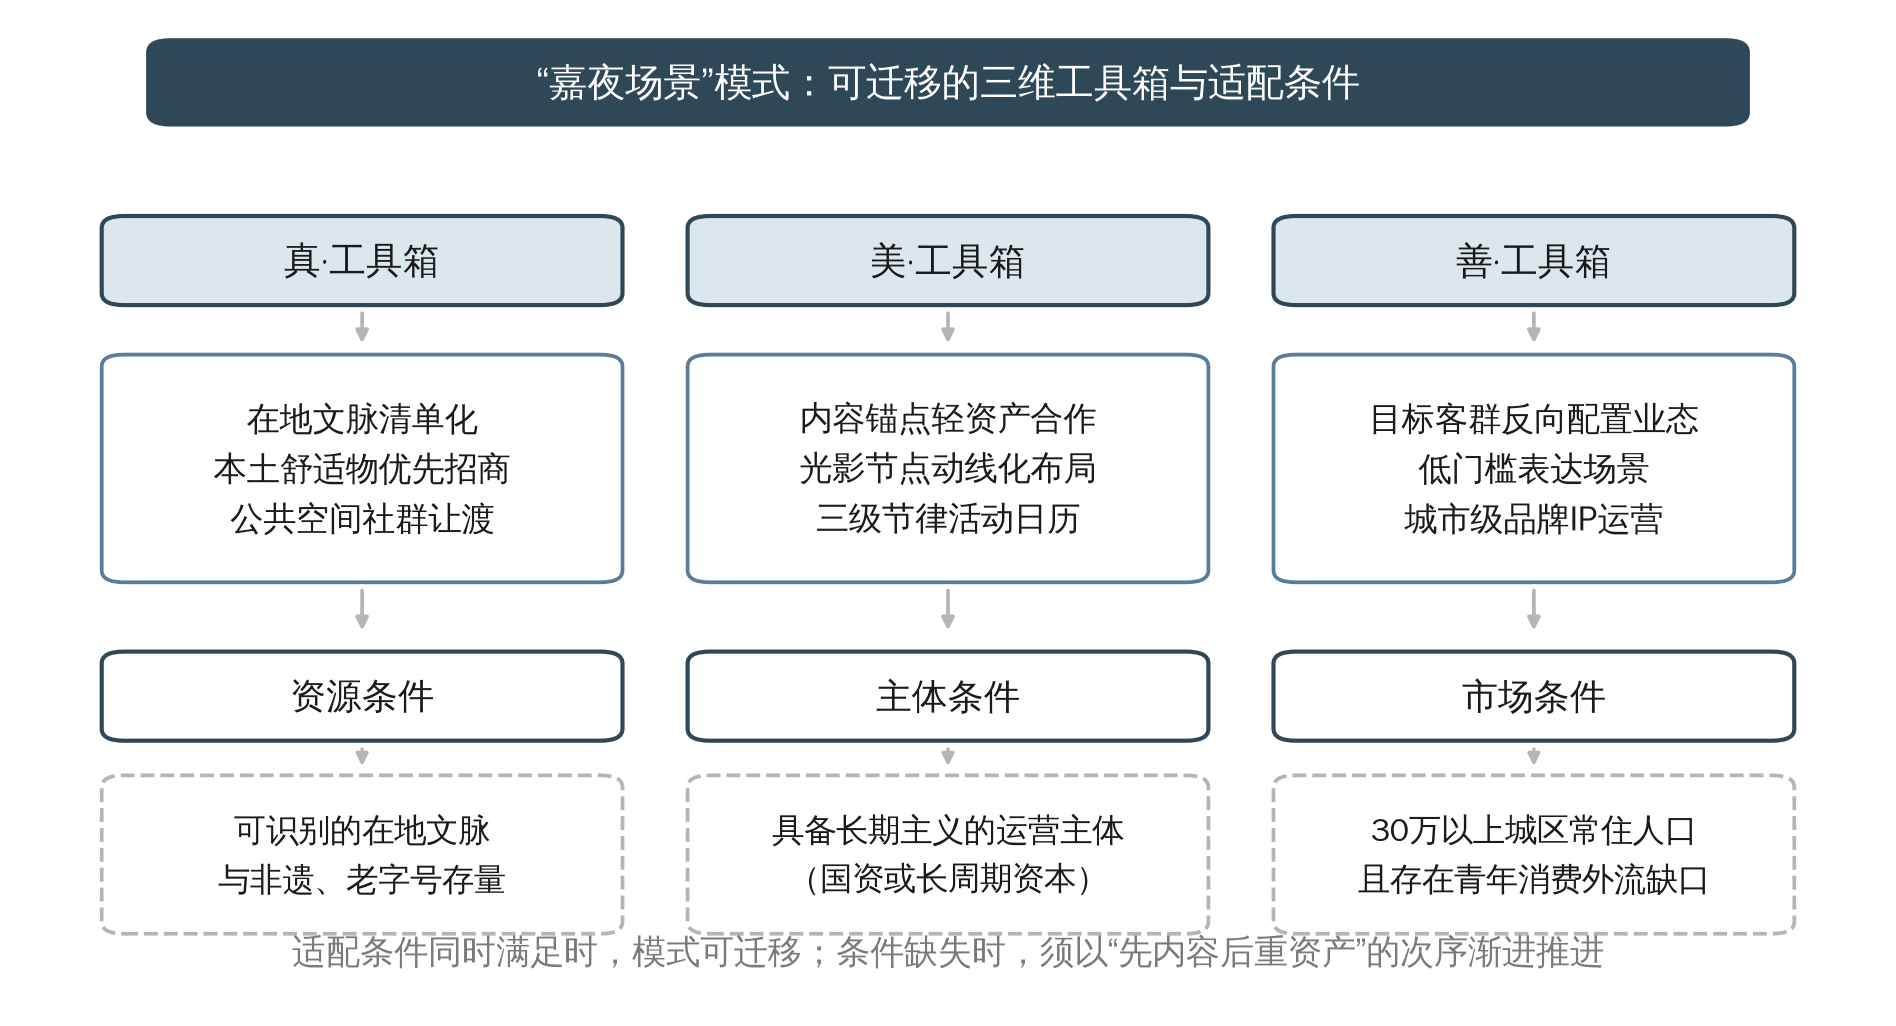 “嘉夜场景”模式：可迁移的三维工具箱与适配条件
真·工具箱
美·工具箱
善·工具箱
在地文脉清单化
本土舒适物优先招商
公共空间社群让渡
内容锚点轻资产合作
光影节点动线化布局
三级节律活动日历
目标客群反向配置业态
低门槛表达场景
城市级品牌IP运营
资源条件
主体条件
市场条件
可识别的在地文脉
与非遗、老字号存量
具备长期主义的运营主体
（国资或长周期资本）
30万以上城区常住人口
且存在青年消费外流缺口
适配条件同时满足时，模式可迁移；条件缺失时，须以“先内容后重资产”的次序渐进推进